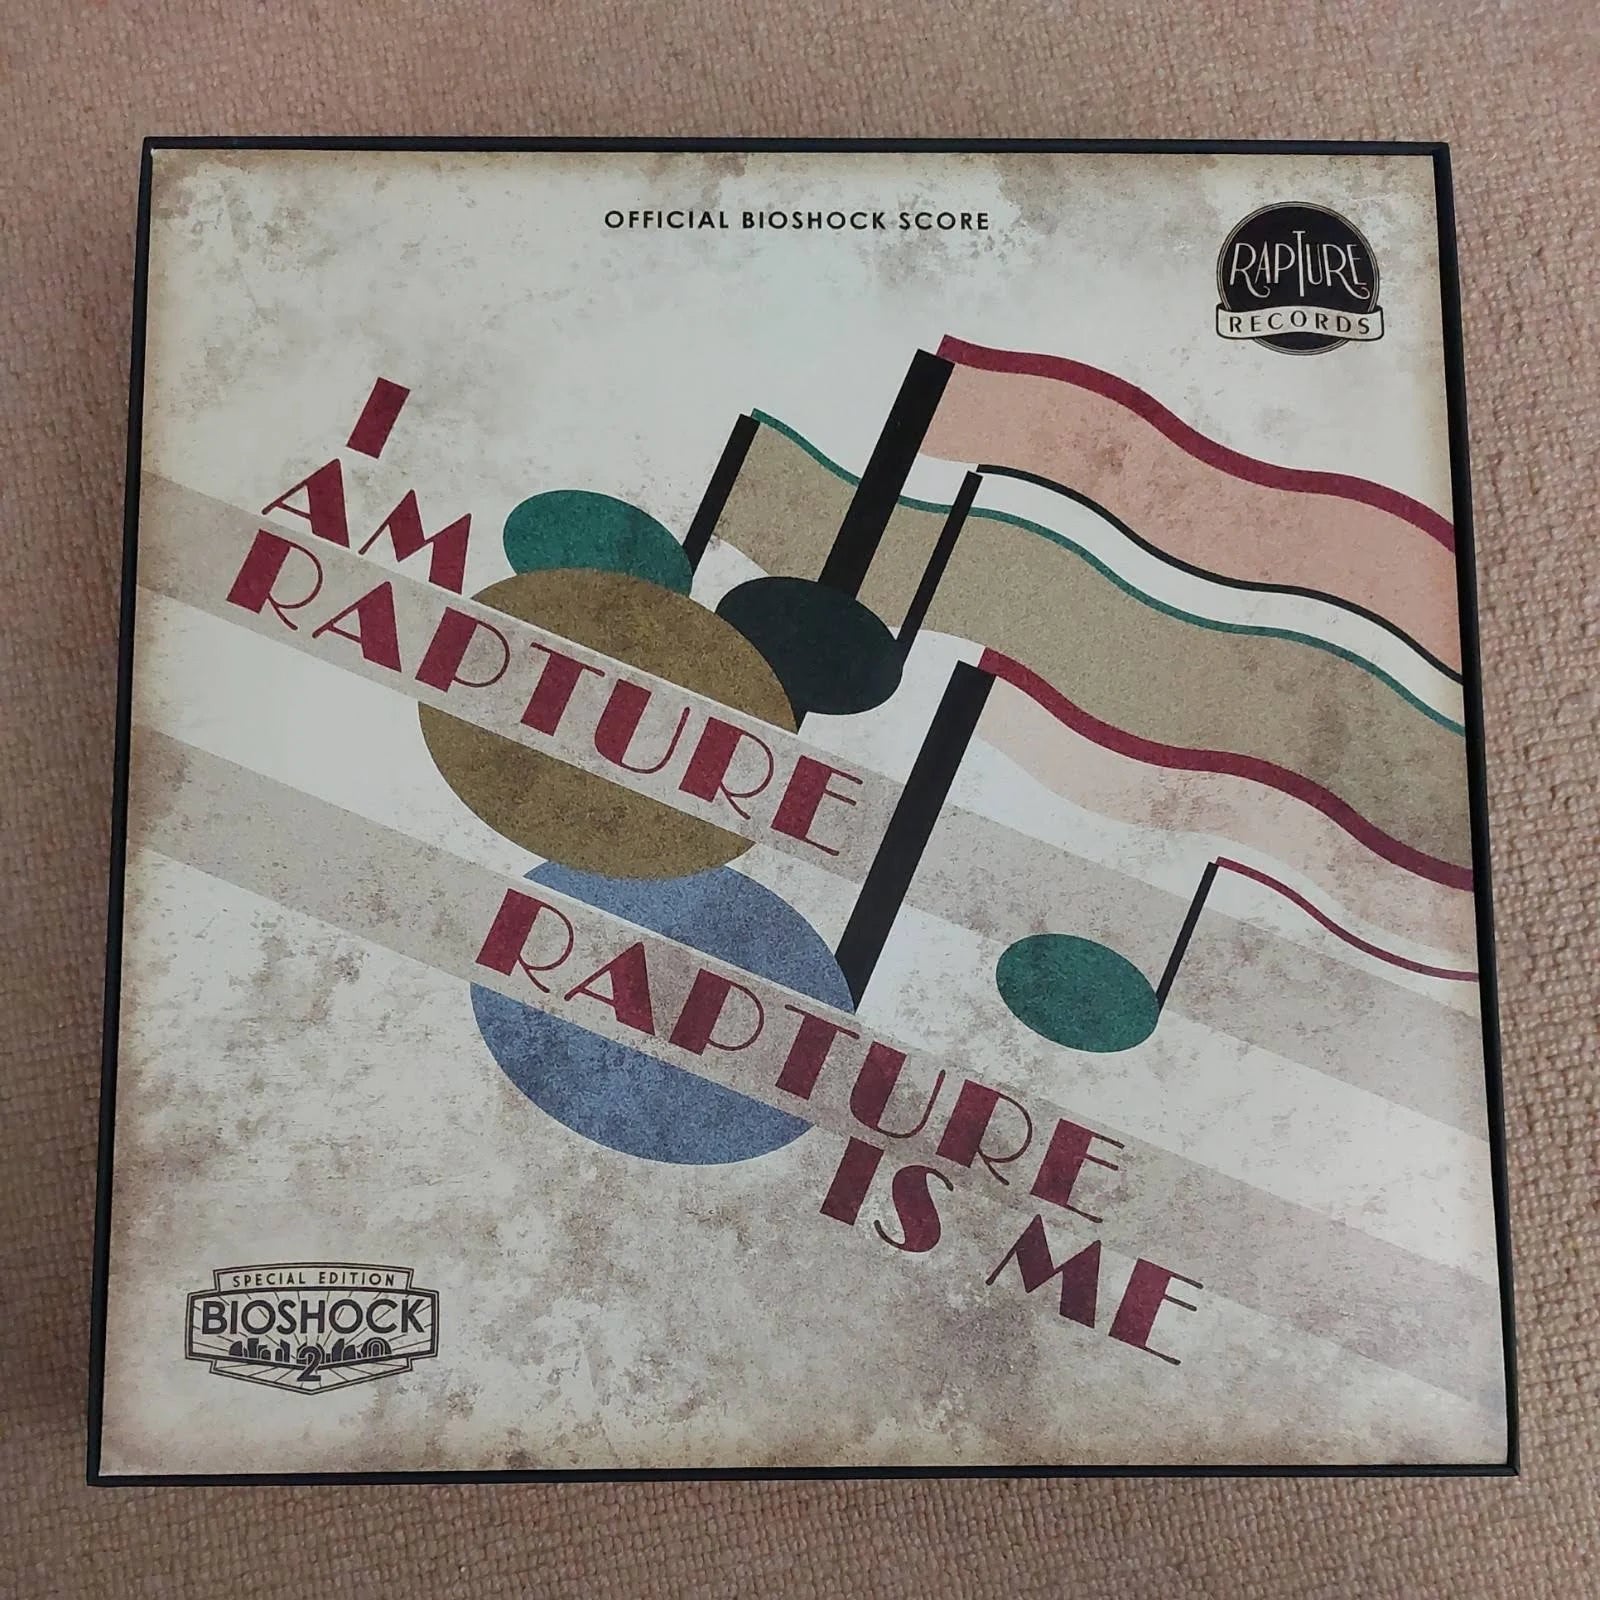 OFFICIAL BIOSHOCK SCORE
RAPTURE
RECORDS
I
AM
RAPTURE
RAPTURE
IS ME
SPECIAL EDITION
BIOSHOCK
2